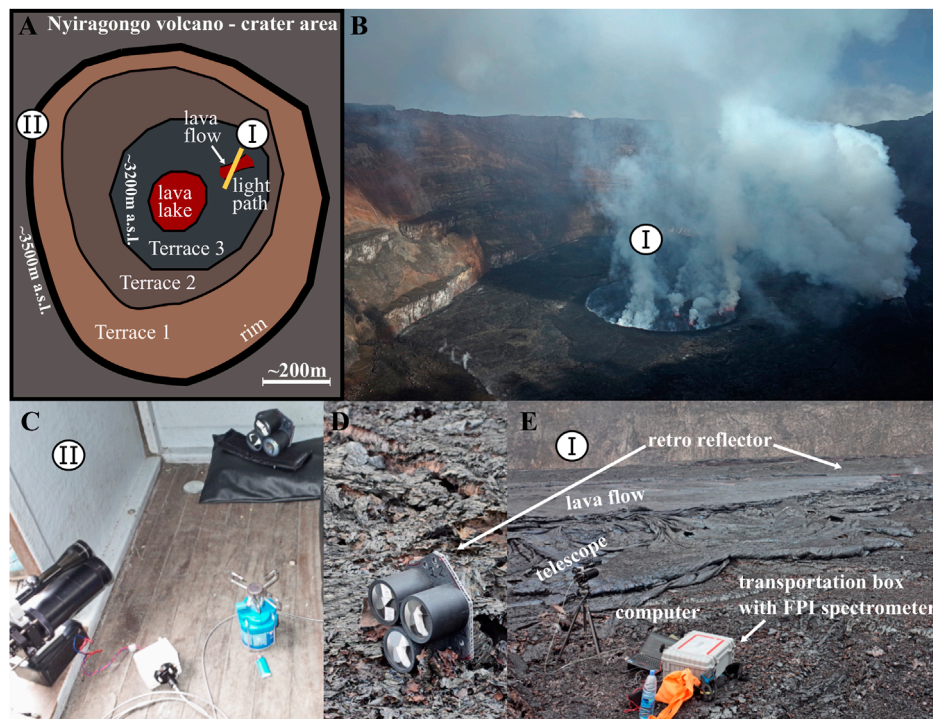 A
Nyiragongo volcano - crater area
B
II
I
lava
flow
lava
lake
light
path
~3200m a.s.l.
~3500m a.s.l.
Terrace 3
Terrace 2
Terrace 1
rim
~200m
I
C
II
D
E
I
retro reflector
lava flow
telescope
computer
transportation box
with FPI spectrometer